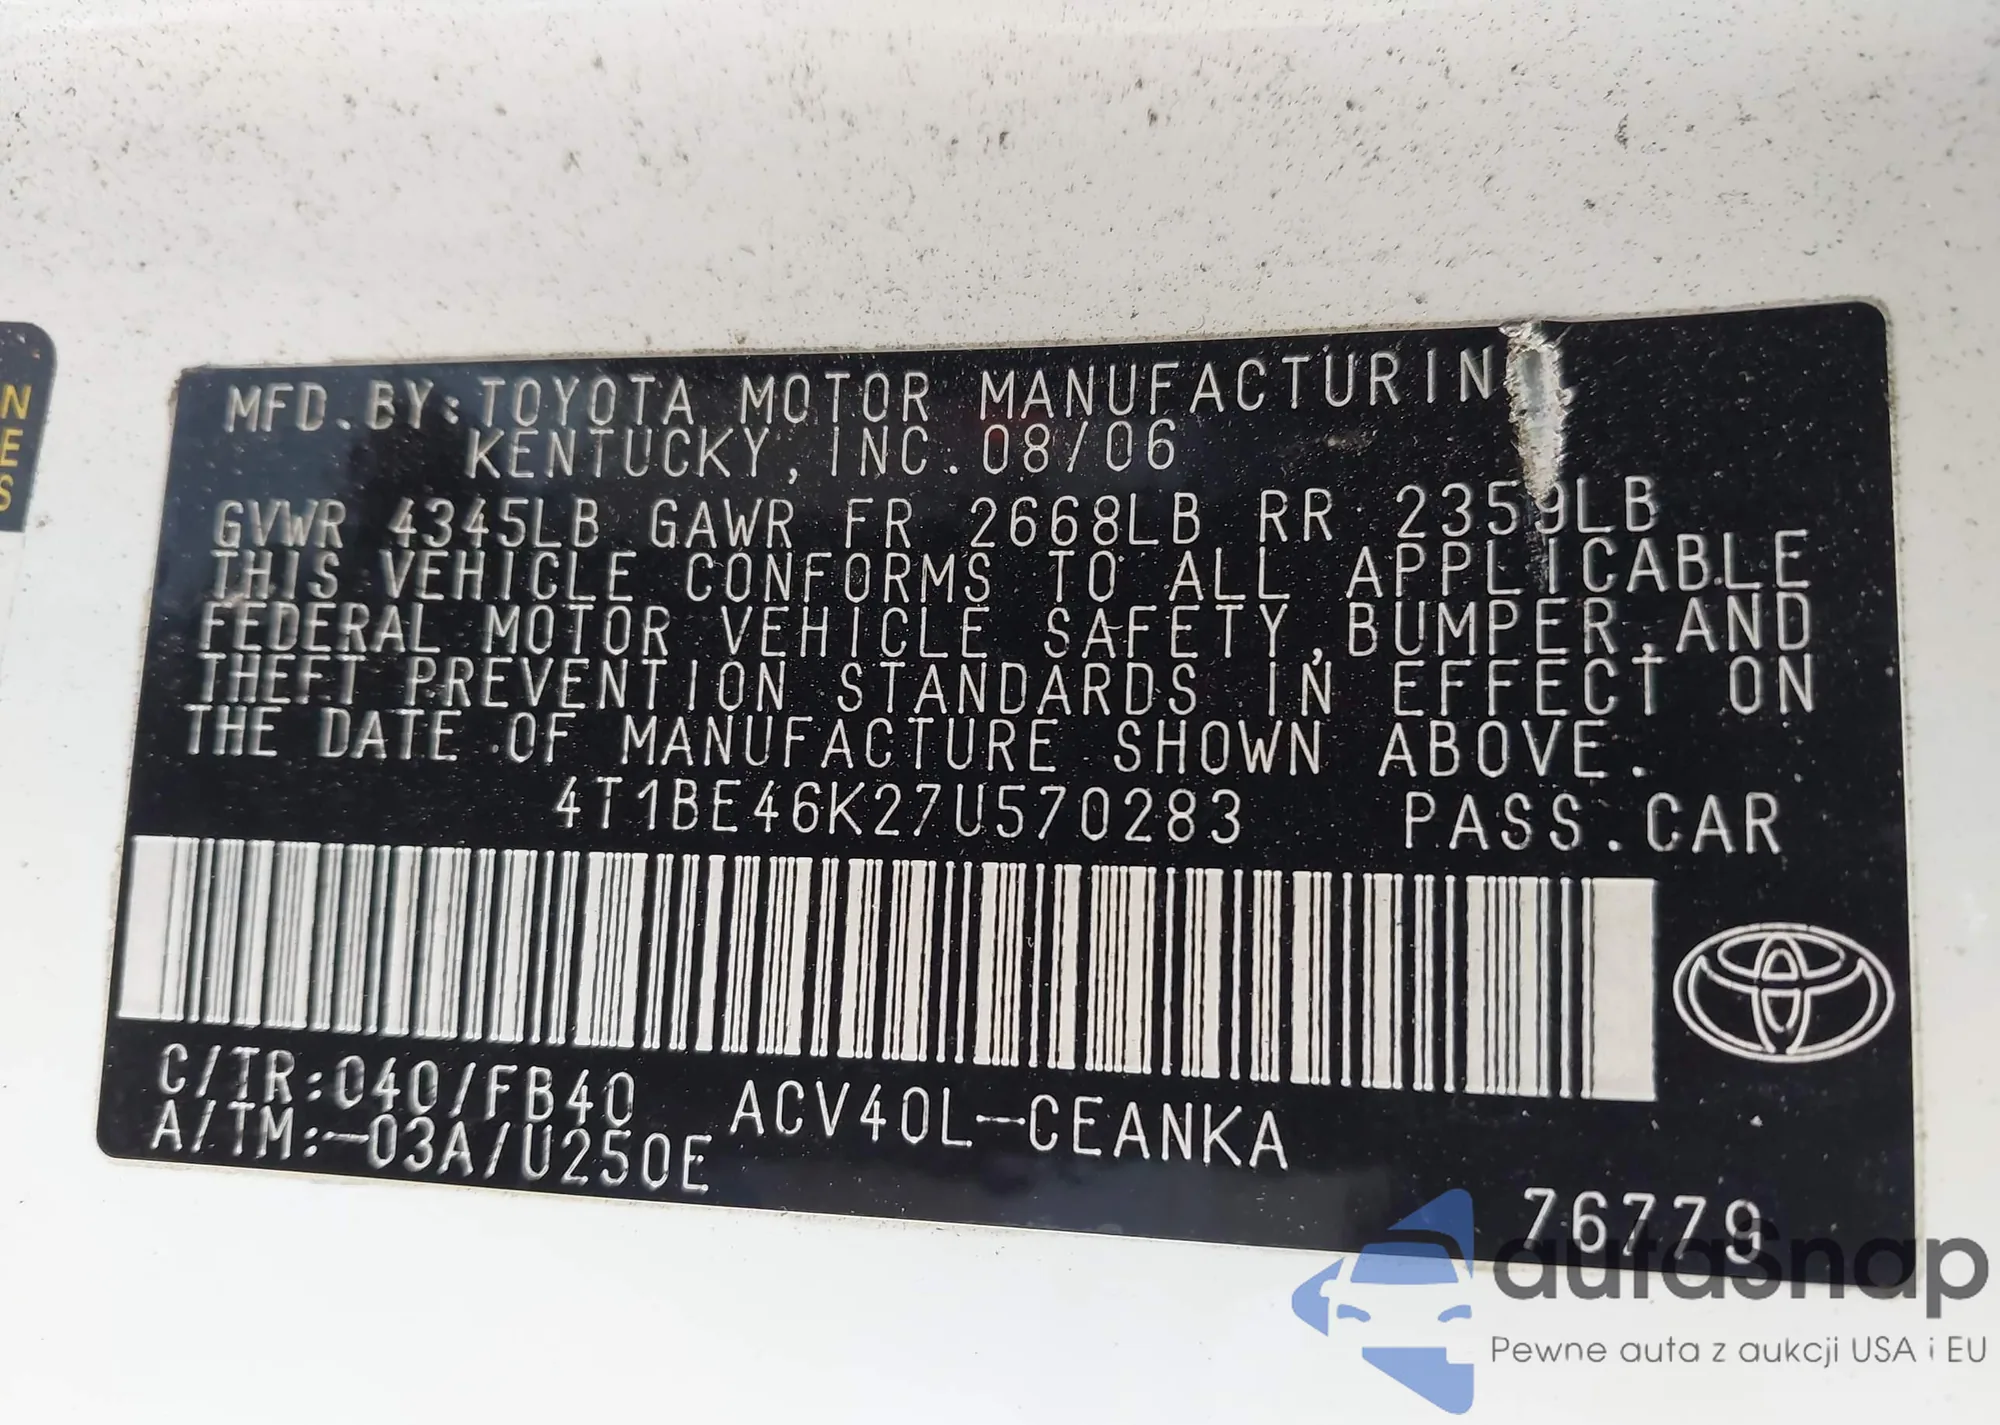 N
E
S
MFD. BY: TOYOTA MOTOR MANUFACTURIN
KENTUCKY, INC. 08/06
GVWR 4345LB GAWR FR 2668LB RR 2359LB
THIS VEHICLE CONFORMS TO ALL APPLICABLE
FEDERAL MOTOR VEHICLE SAFETY, BUMPER, AND
THEFT PREVENTION STANDARDS IN EFFECT ON
THE DATE OF MANUFACTURE SHOWN ABOVE.
4T1BE46K27U570283 PASS. CAR
C/TR:040/FB40 ACV40L-CEANKA
A/TM:-03A/U250E
76779
autaSnap
Pewne auta z aukcji USA i EU